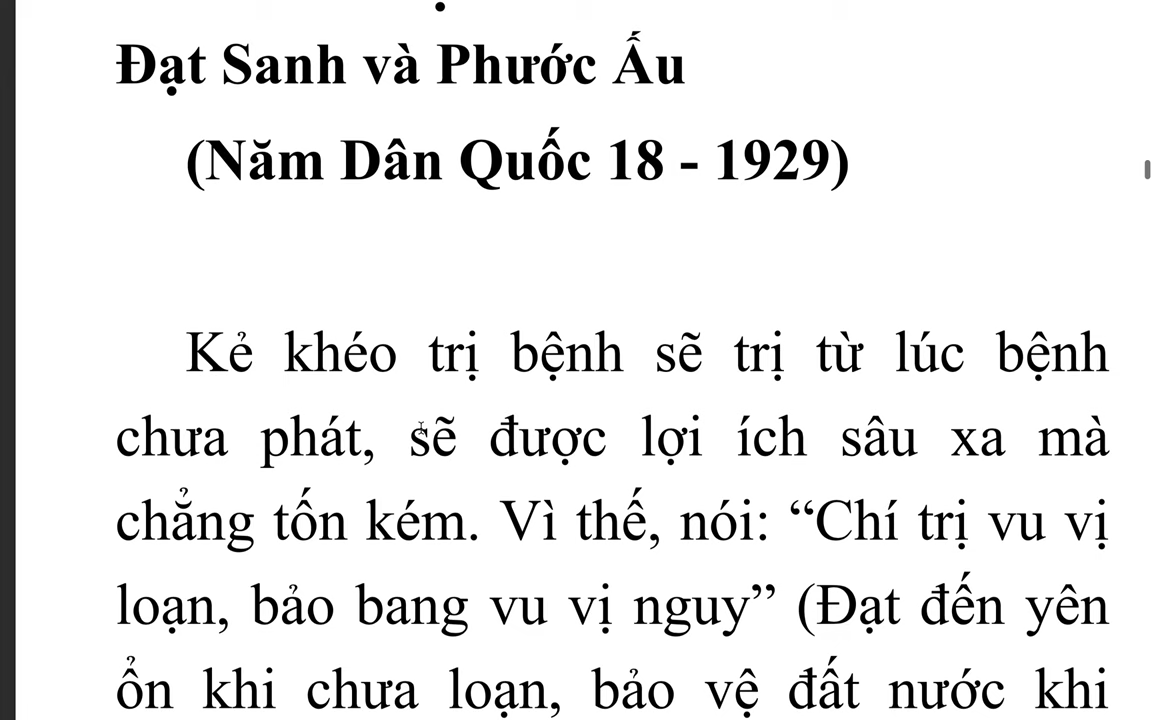 Đạt Sanh và Phước Ấu
(Năm Dân Quốc 18 - 1929)
Kẻ khéo trị bệnh sẽ trị từ lúc bệnh
chưa phát, sẽ được lợi ích sâu xa mà
chẳng tốn kém. Vì thế, nói: “Chí trị vu vị
loạn, bảo bang vu vị nguy” (Đạt đến yên
ổn khi chưa loạn, bảo vệ đất nước khi